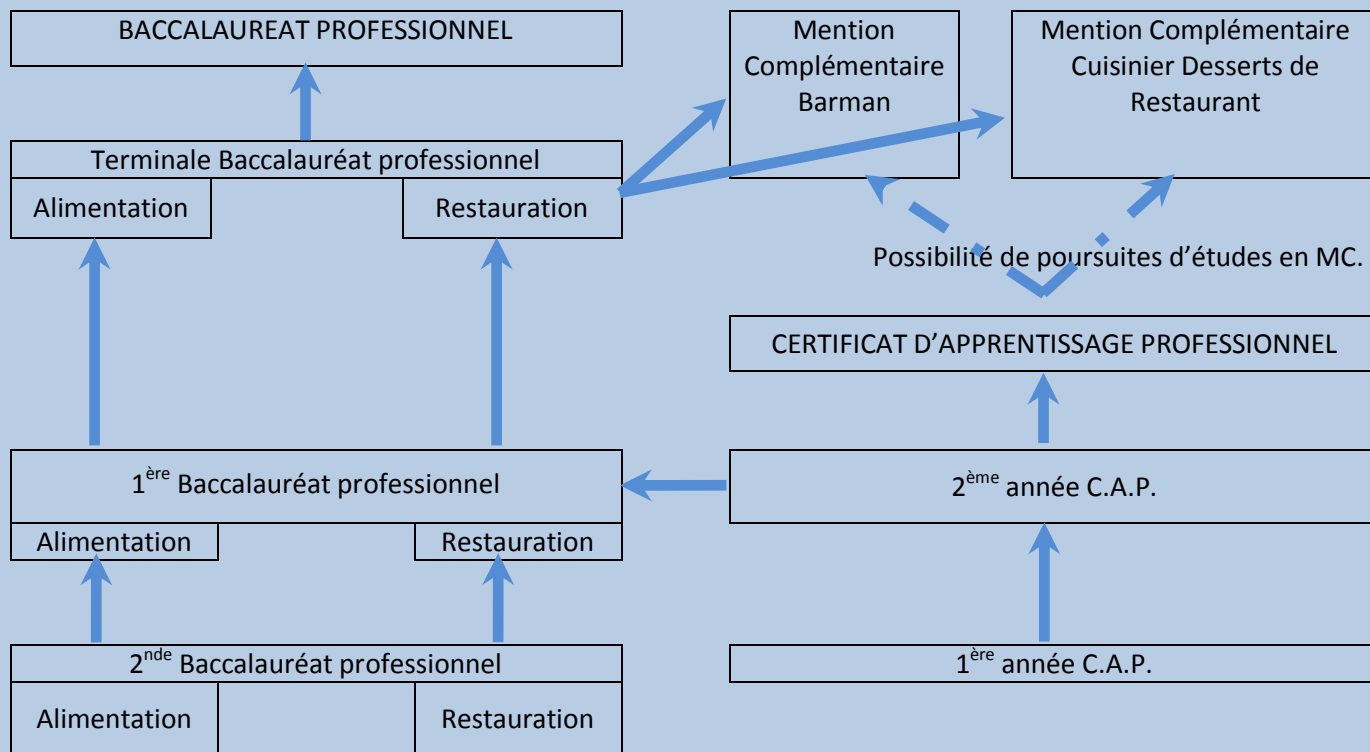 BACCALAUREAT PROFESSIONNEL
Mention
Complémentaire
Barman
Mention Complémentaire
Cuisinier Desserts de
Restaurant
Terminale Baccalauréat professionnel
Alimentation
Restauration
Possibilité de poursuites d’études en MC.
CERTIFICAT D’APPRENTISSAGE PROFESSIONNEL
1ère Baccalauréat professionnel
2ème année C.A.P.
Alimentation
Restauration
2nde Baccalauréat professionnel
1ère année C.A.P.
Alimentation
Restauration